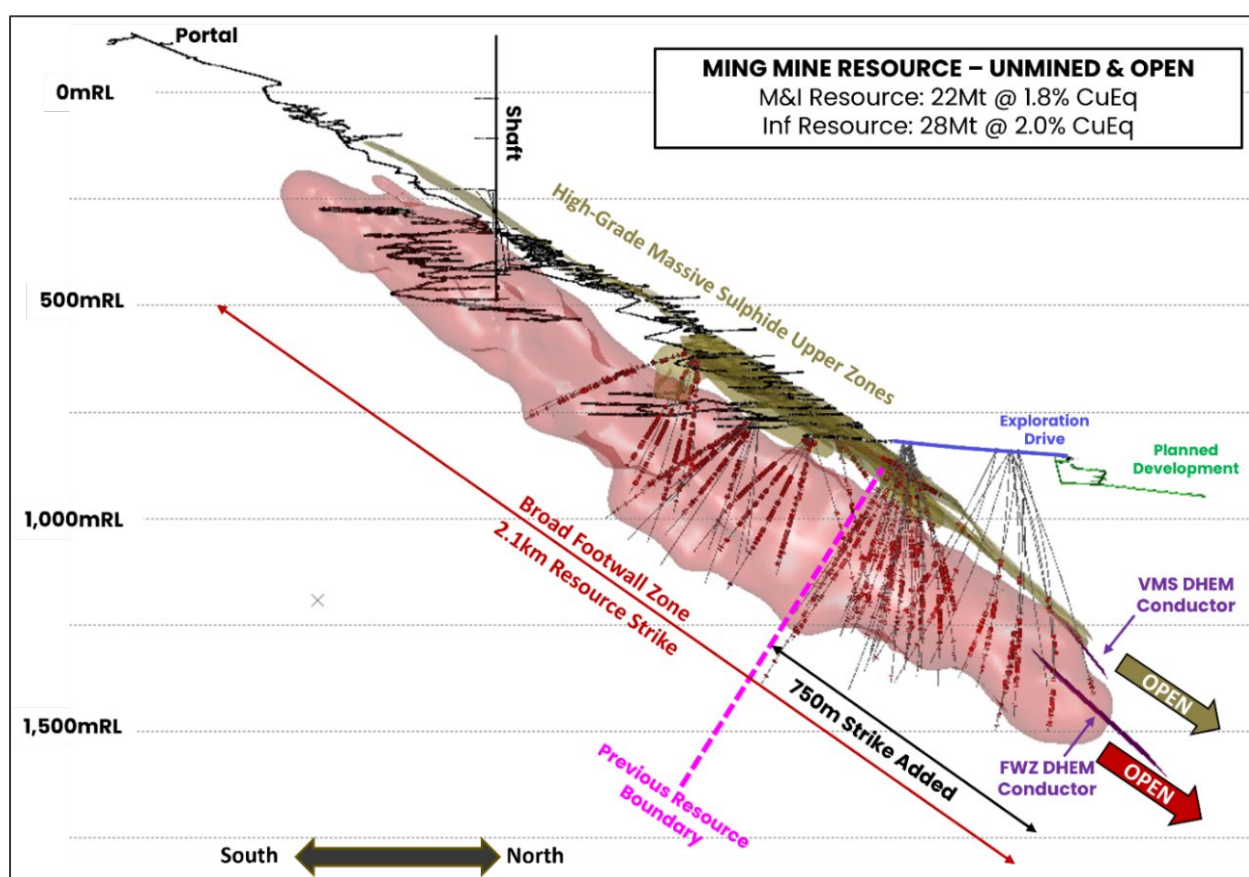 Portal
MING MINE RESOURCE – UNMINED & OPEN
M&I Resource: 22Mt @ 1.8% CuEq
Inf Resource: 28Mt @ 2.0% CuEq
0mRL
Shaft
High-Grade Massive Sulphide Upper Zones
500mRL
Exploration
Drive
Planned
Development
1,000mRL
Broad Footwall Zone
2.1km Resource Strike
VMS DHEM
Conductor
OPEN
750m Strike Added
1,500mRL
Previous Resource
Boundary
FWZ DHEM
Conductor
OPEN
South
North